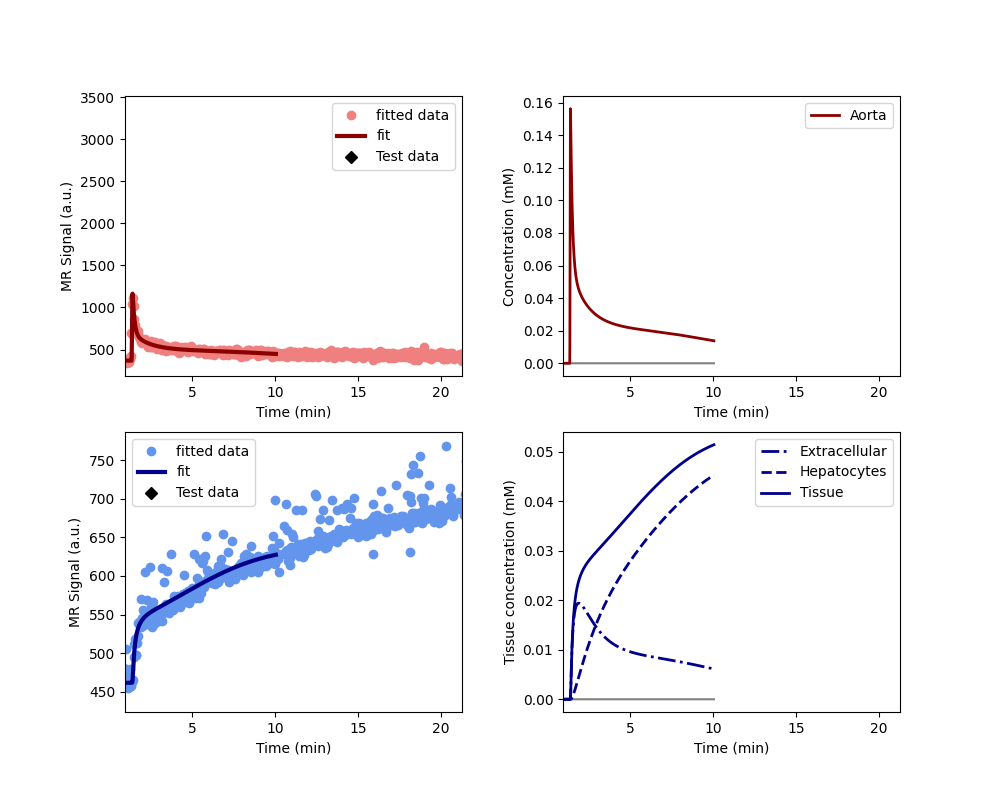 3500
3000
2500
2000
1500
1000
500
MR Signal (a.u.)
fitted data
fit
Test data
5 10 15 20
Time (min)
0.16
0.14
0.12
0.10
0.08
0.06
0.04
0.02
0.00
Concentration (mM)
Aorta
5 10 15 20
Time (min)
750
700
650
600
550
500
450
MR Signal (a.u.)
fitted data
fit
Test data
5 10 15 20
Time (min)
0.05
0.04
0.03
0.02
0.01
0.00
Tissue concentration (mM)
Extracellular
Hepatocytes
Tissue
5 10 15 20
Time (min)